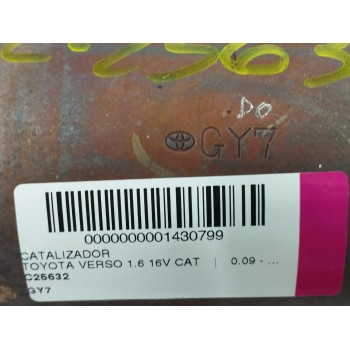 C25632
DO
GY7
0000000001430799
CATALIZADOR
TOYOTA VERSO 1.6 16V CAT | 0.09 - ...
C25632
GY7